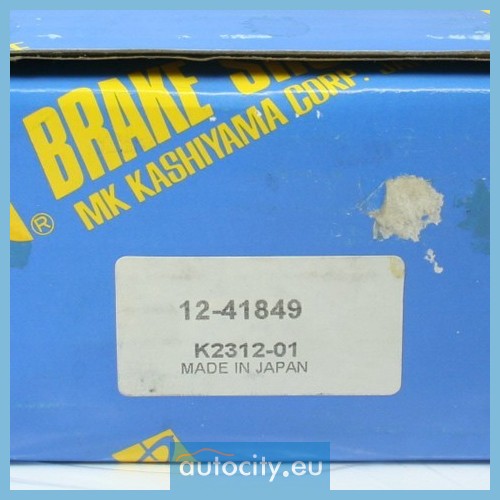 BRAKE
MK KASHIYAMA CORP.
®
12-41849
K2312-01
MADE IN JAPAN
autocity.eu